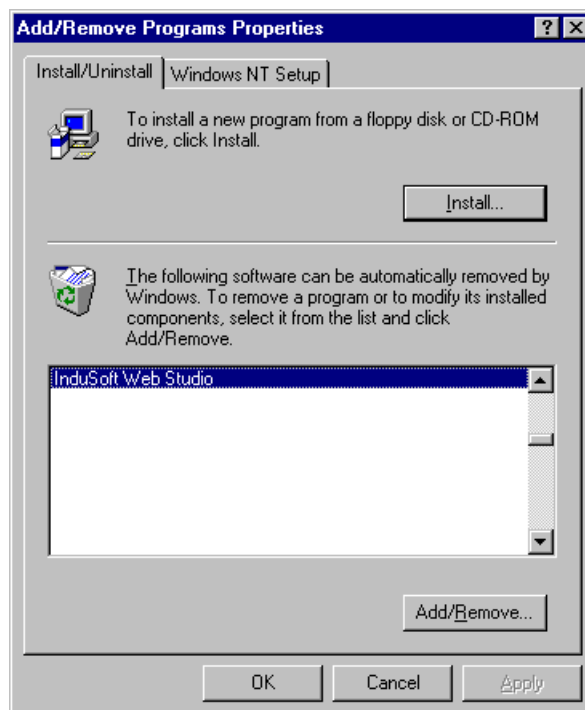 Add/Remove Programs Properties
Install/Uninstall
Windows NT Setup
To install a new program from a floppy disk or CD-ROM
drive, click Install.
Install...
The following software can be automatically removed by
Windows. To remove a program or to modify its installed
components, select it from the list and click
Add/Remove.
InduSoft Web Studio
Add/Remove...
OK
Cancel
Apply